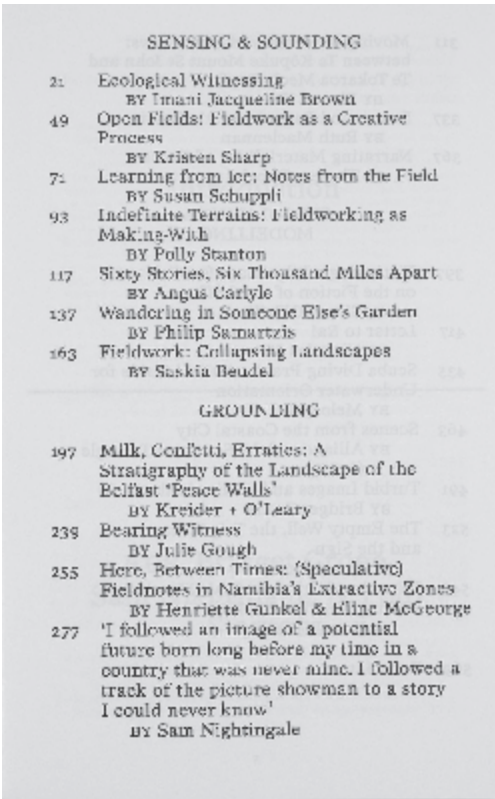 SENSING & SOUNDING
21 Ecological Witnessing
BY Imani Jacqueline Brown
49 Open Fields: Fieldwork as a Creative
Process
BY Kristen Sharp
71 Learning from Ice: Notes from the Field
BY Susan Schuppli
93 Indefinite Terrains: Fieldworking as
Making-With
BY Polly Stanton
117 Sixty Stories, Six Thousand Miles Apart
BY Angus Carlyle
137 Wandering in Someone Else's Garden
BY Philip Samartzis
163 Fieldwork: Collapsing Landscapes
BY Saskia Beudel
GROUNDING
197 Milk, Confetti, Erratics: A
Stratigraphy of the Landscape of the
Belfast 'Peace Walls'
BY Kreider + O'Leary
239 Bearing Witness
BY Julie Gough
255 Here, Between Times: (Speculative)
Fieldnotes in Namibia's Extractive Zones
BY Henriette Gunkel & Eline McGeorge
277 'I followed an image of a potential
future born long before my time in a
country that was never mine. I followed a
track of the picture showman to a story
I could never know'
BY Sam Nightingale